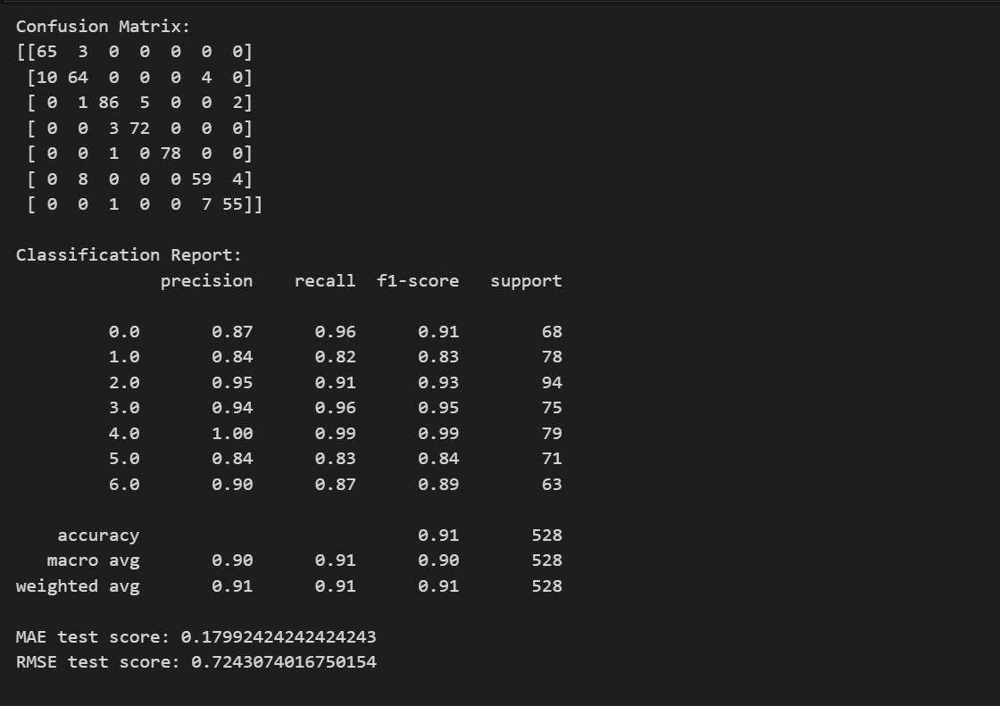 Confusion Matrix:
[[65  3  0  0  0  0  0]
 [10 64  0  0  0  4  0]
 [ 0  1 86  5  0  0  2]
 [ 0  0  3 72  0  0  0]
 [ 0  0  1  0 78  0  0]
 [ 0  8  0  0  0 59  4]
 [ 0  0  1  0  0  7 55]]
Classification Report:
              precision    recall  f1-score   support
         0.0       0.87      0.96      0.91        68
         1.0       0.84      0.82      0.83        78
         2.0       0.95      0.91      0.93        94
         3.0       0.94      0.96      0.95        75
         4.0       1.00      0.99      0.99        79
         5.0       0.84      0.83      0.84        71
         6.0       0.90      0.87      0.89        63
    accuracy                           0.91       528
   macro avg       0.90      0.91      0.90       528
weighted avg       0.91      0.91      0.91       528
MAE test score: 0.17992424242424243
RMSE test score: 0.7243074016750154